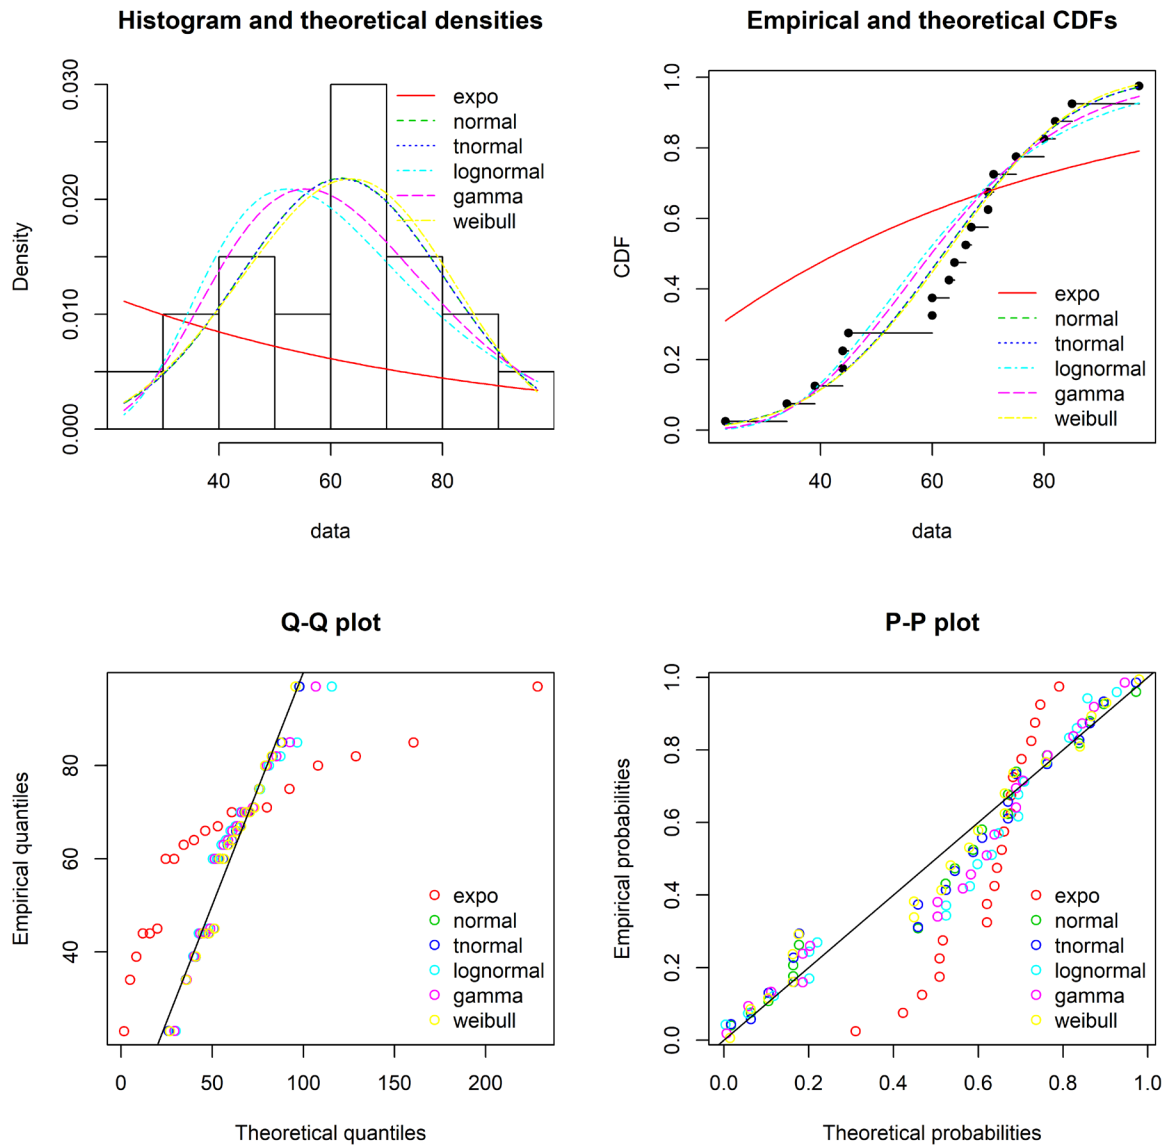 Histogram and theoretical densities
Density
0.000
0.010
0.020
0.030
expo
normal
tnormal
lognormal
gamma
weibull
40 60 80
data
Empirical and theoretical CDFs
CDF
0.0
0.2
0.4
0.6
0.8
1.0
expo
normal
tnormal
lognormal
gamma
weibull
40 60 80
data
Q-Q plot
Empirical quantiles
40
60
80
expo
normal
tnormal
lognormal
gamma
weibull
0 50 100 150 200
Theoretical quantiles
P-P plot
Empirical probabilities
0.0
0.2
0.4
0.6
0.8
1.0
expo
normal
tnormal
lognormal
gamma
weibull
0.0 0.2 0.4 0.6 0.8 1.0
Theoretical probabilities